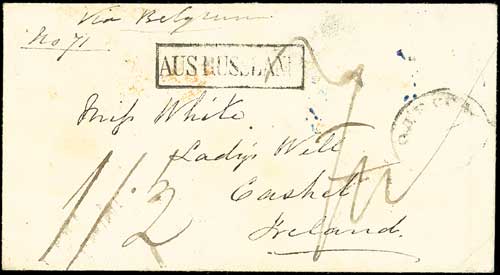 Via Belgium
No 71
AUS RUSSLAND
Miss White
Lady's Well
Cashel
Ireland.
1/2